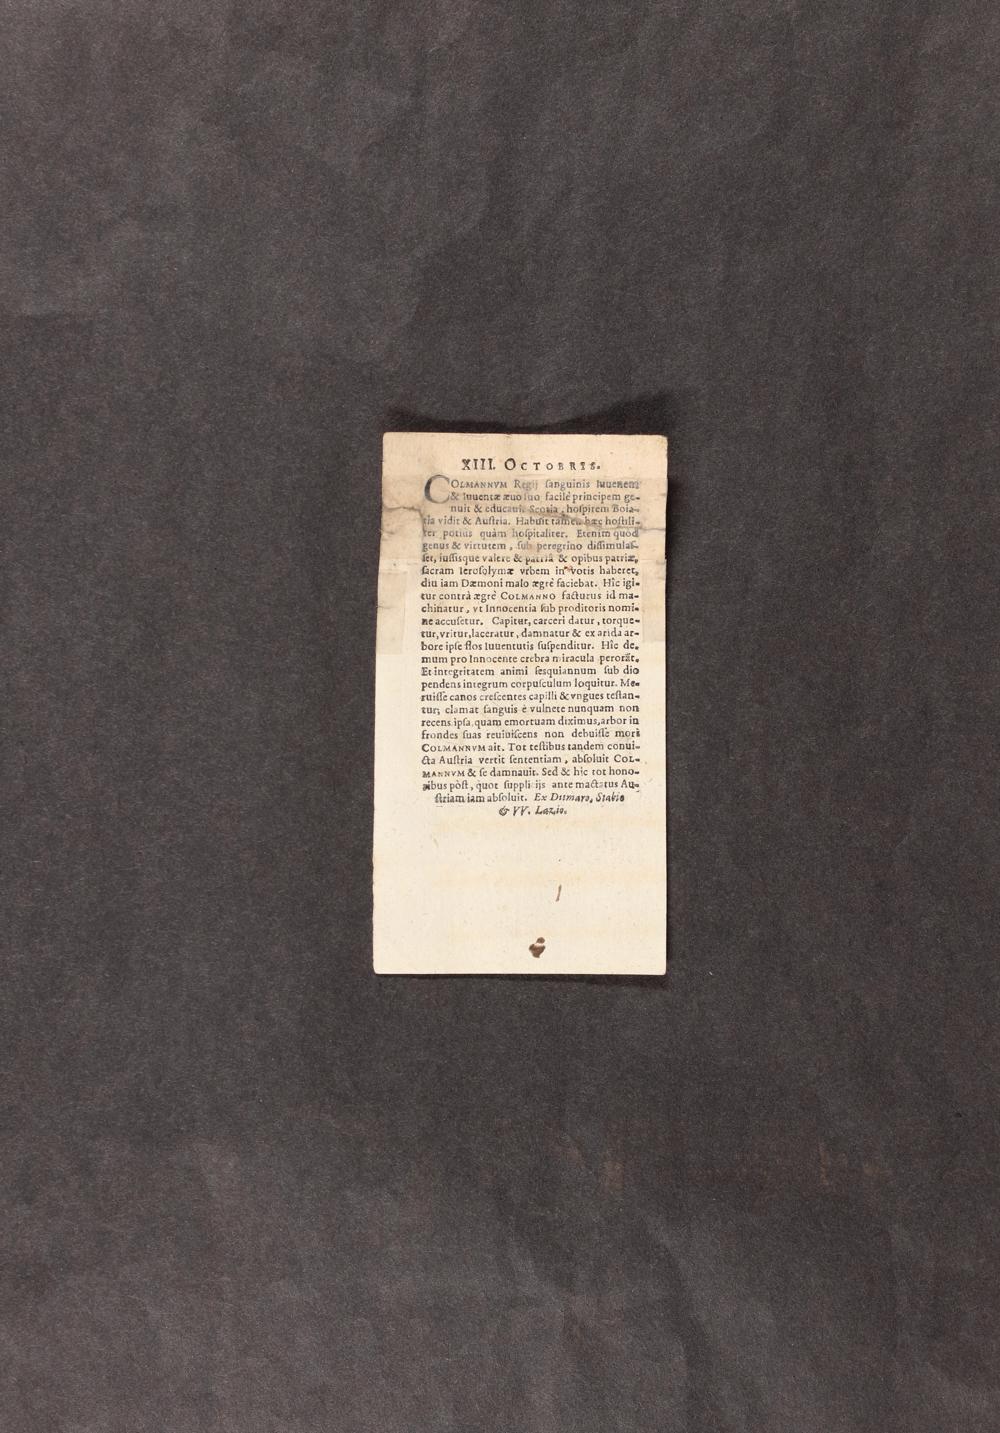 XIII. OCTOBRIS.
COLMANNVM Regij sanguinis Iuuenem
& Iuuentæ æuo suo facilè principem ge-
nuit & educauit Scotia, hospitem Boia-
ria vidit & Austria. Habuit tamen hæc hostili-
ter potius quàm hospitaliter. Etenim quod
genus & virtutem, sub peregrino dissimulas-
set, iussisque valere & patriâ & opibus patriæ,
sacram Ierosolymæ vrbem in votis haberet,
diu iam Dæmoni malo ægrè faciebat. Hîc igi-
tur contrà ægrè COLMANNO facturus id ma-
chinatur, vt Innocentia sub proditoris nomi-
ne accusetur. Capitur, carceri datur, torque-
tur, vritur, laceratur, damnatur & ex arida ar-
bore ipse flos Iuuentutis suspenditur. Hîc de-
mum pro Innocente crebra miracula perorãt.
Et integritatem animi sesquiannum sub dio
pendens integrum corpusculum loquitur. Me-
ruisse canos crescentes capilli & vngues testan-
tur; clamat sanguis è vulnere nunquam non
recens. ipsa, quam emortuam diximus, arbor in
frondes suas reuiuiscens non debuisse mori
COLMANNVM ait. Tot testibus tandem conui-
cta Austria vertit sententiam, absoluit COL-
MANNVM & se damnauit. Sed & hic tot hono-
ribus pòst, quot supplicijs ante mactatus Au-
striam iam absoluit. Ex Ditmaro, Stabio
& VV. Lazio.